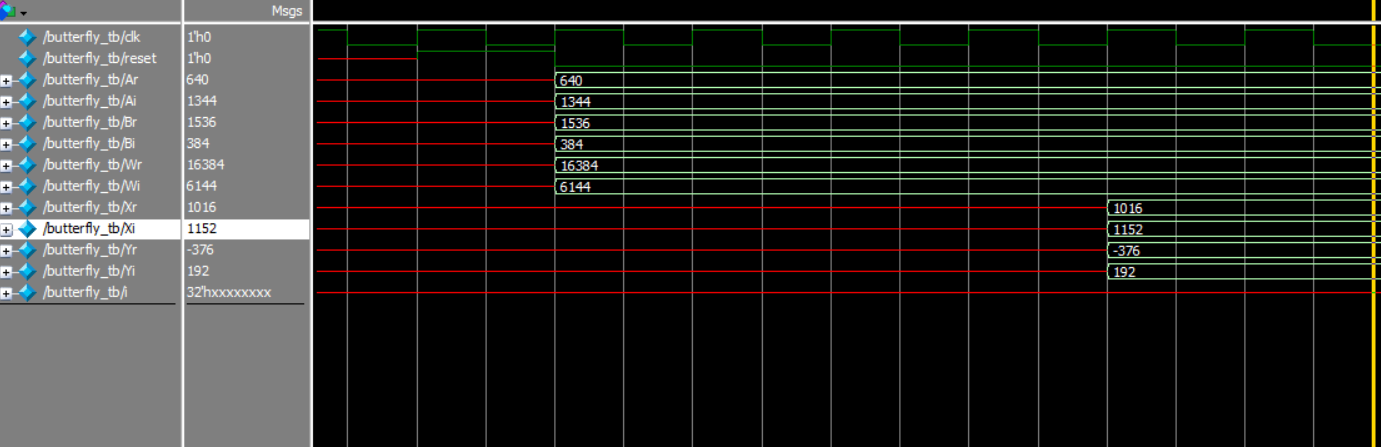 Msgs
/butterfly_tb/clk 1'h0
/butterfly_tb/reset 1'h0
/butterfly_tb/Ar 640 640
/butterfly_tb/Ai 1344 1344
/butterfly_tb/Br 1536 1536
/butterfly_tb/Bi 384 384
/butterfly_tb/Wr 16384 16384
/butterfly_tb/Wi 6144 6144
/butterfly_tb/Xr 1016 1016
/butterfly_tb/Xi 1152 1152
/butterfly_tb/Yr -376 -376
/butterfly_tb/Yi 192 192
/butterfly_tb/i 32'hxxxxxxxx